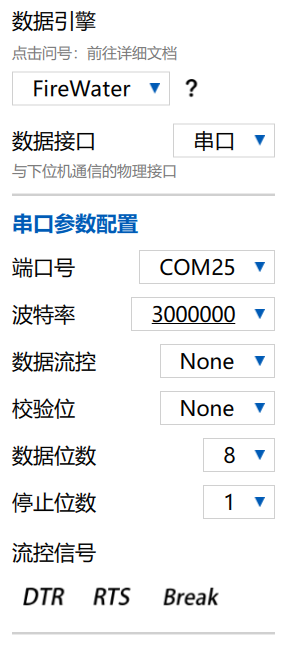 数据引擎
点击问号：前往详细文档
FireWater ?
数据接口 串口
与下位机通信的物理接口
串口参数配置
端口号 COM25
波特率 3000000
数据流控 None
校验位 None
数据位数 8
停止位数 1
流控信号
DTR RTS Break